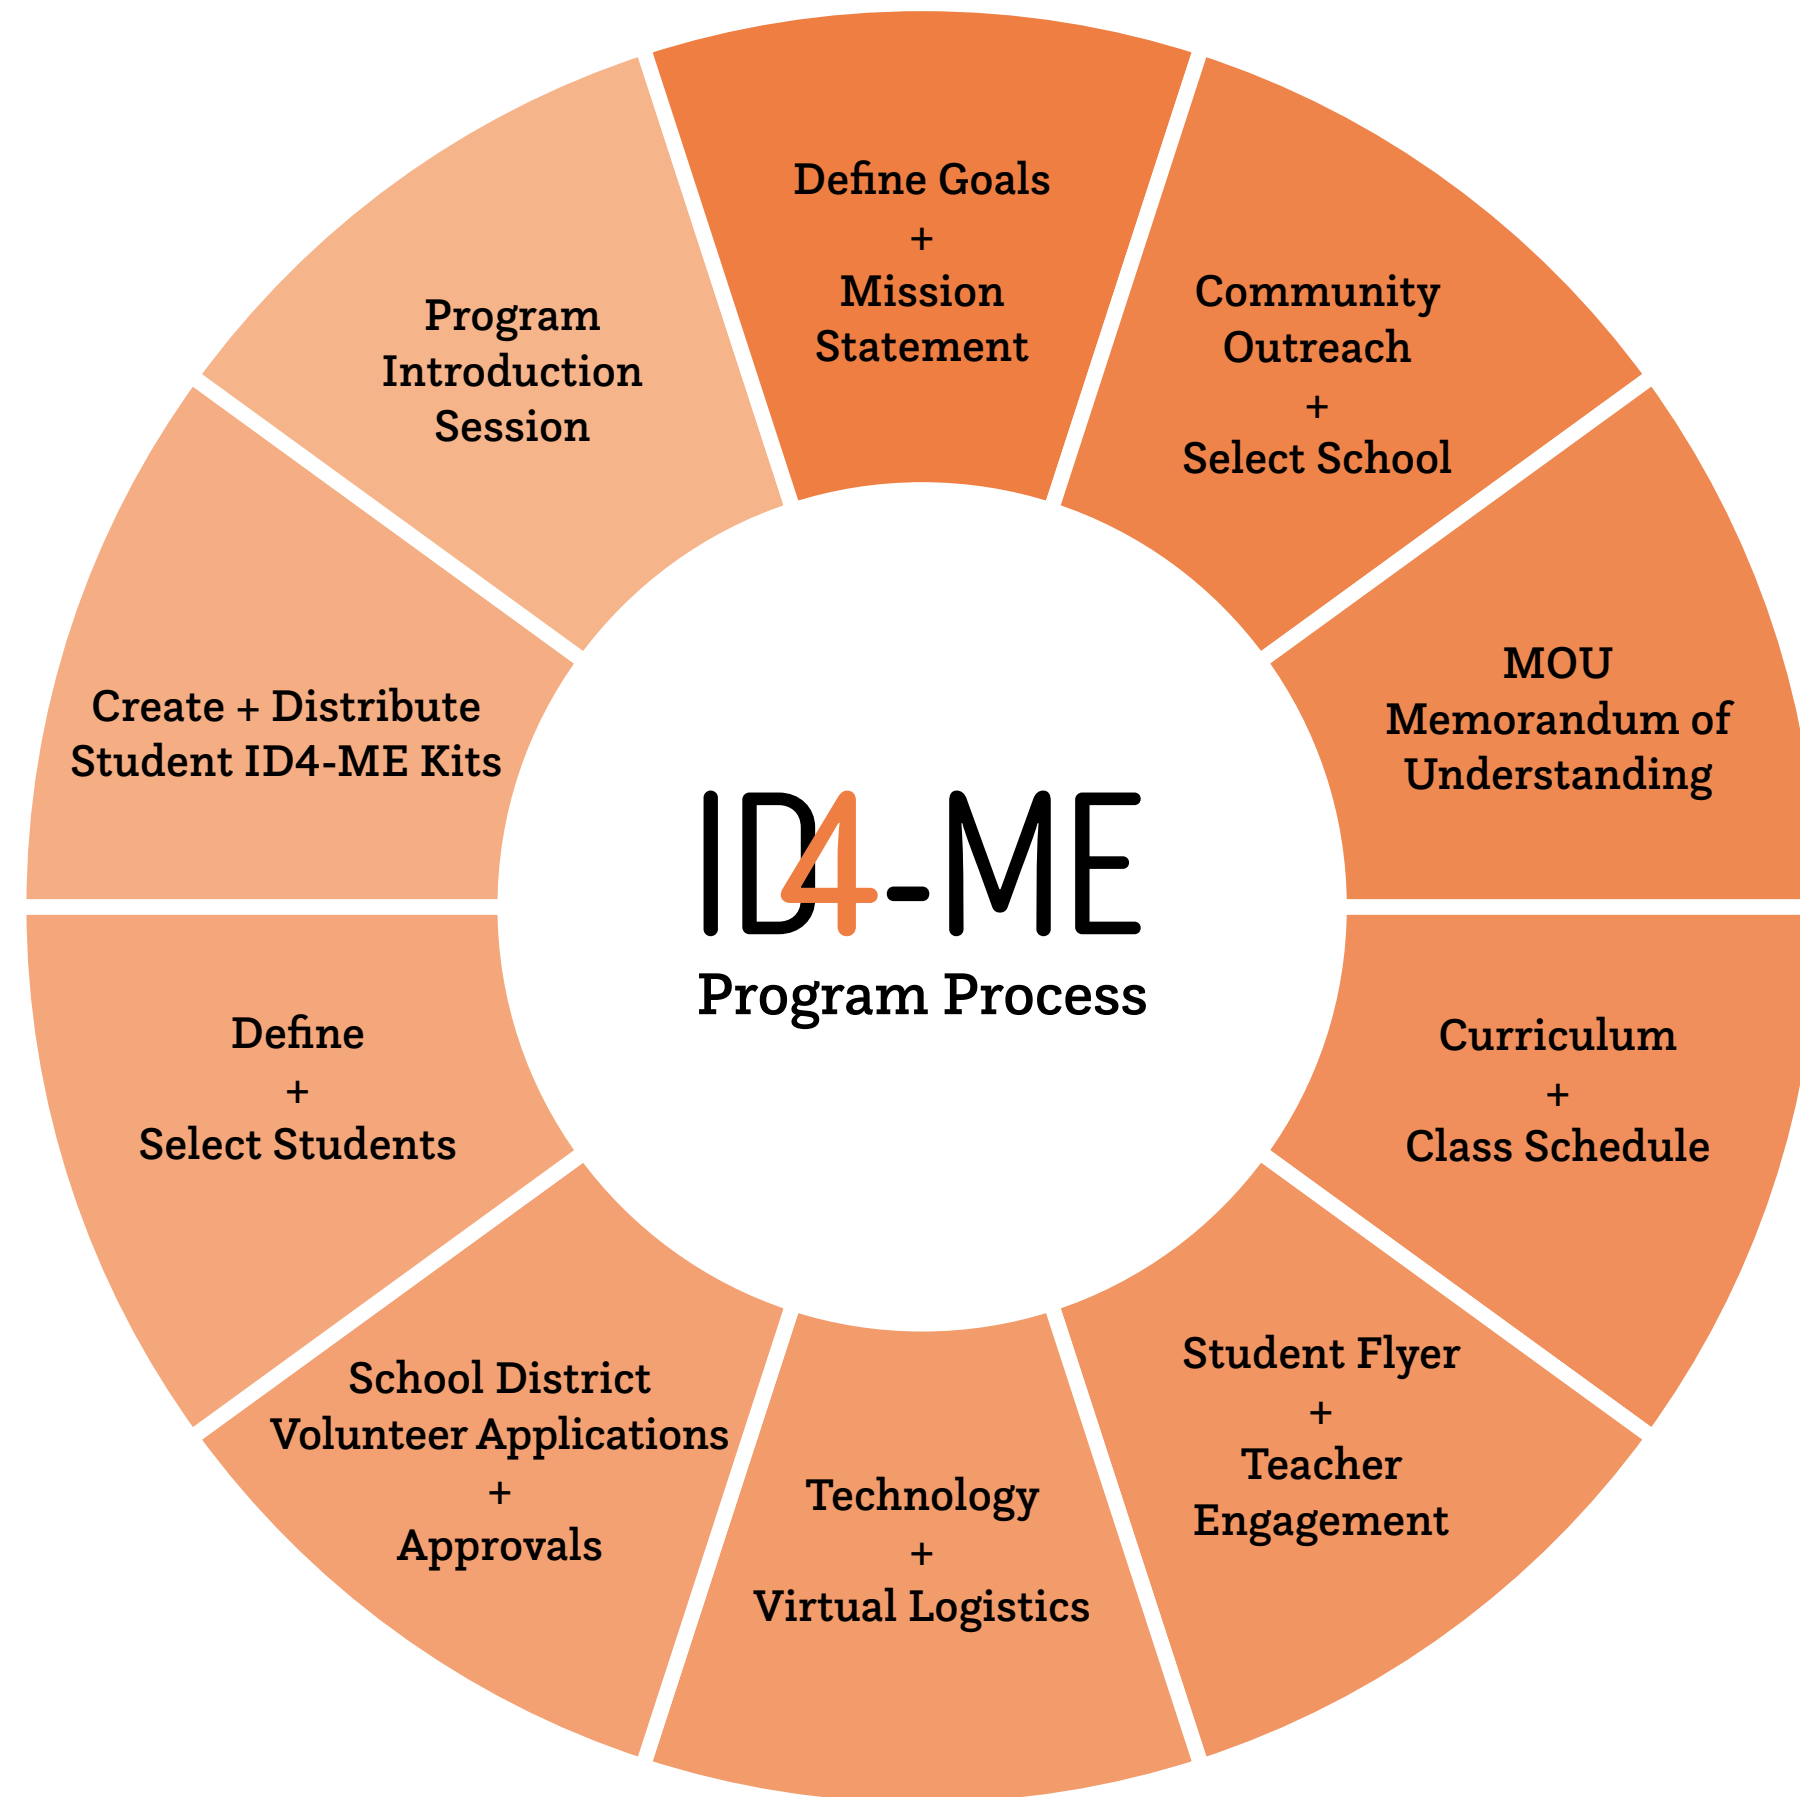 Define Goals
+
Mission
Statement
Community
Outreach
+
Select School
MOU
Memorandum of
Understanding
Curriculum
+
Class Schedule
Student Flyer
+
Teacher
Engagement
Technology
+
Virtual Logistics
School District
Volunteer Applications
+
Approvals
Define
+
Select Students
Create + Distribute
Student ID4-ME Kits
Program
Introduction
Session
ID4-ME
Program Process